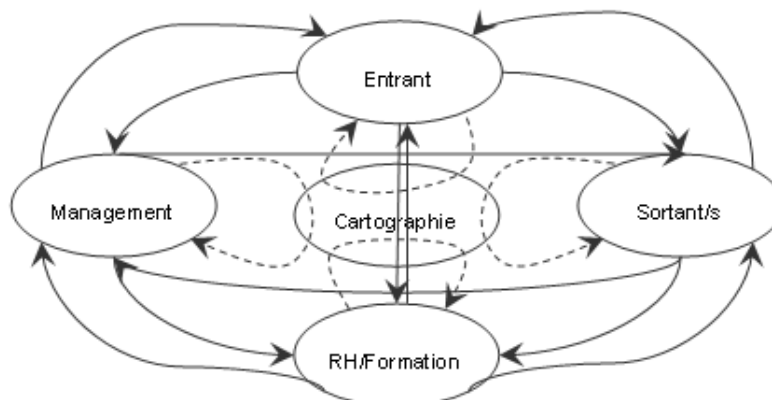 Entrant
Management
Cartographie
Sortant/s
RH/Formation